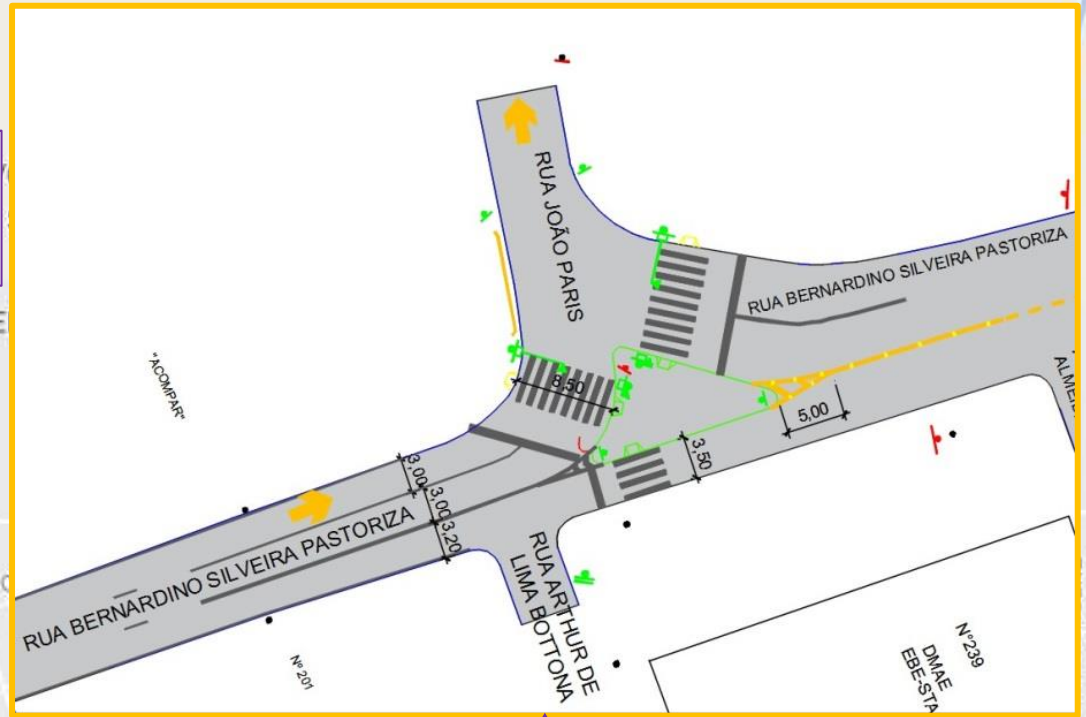 RUA JOÃO PARIS
RUA BERNARDINO SILVEIRA PASTORIZA
"ACOMPAR"
8,50
5,00
3,50
3,00
3,00
3,20
RUA BERNARDINO SILVEIRA PASTORIZA
RUA ARTHUR DE
LIMA BOTTONA
Nº 201
N°239
DMAE
EBE-STA